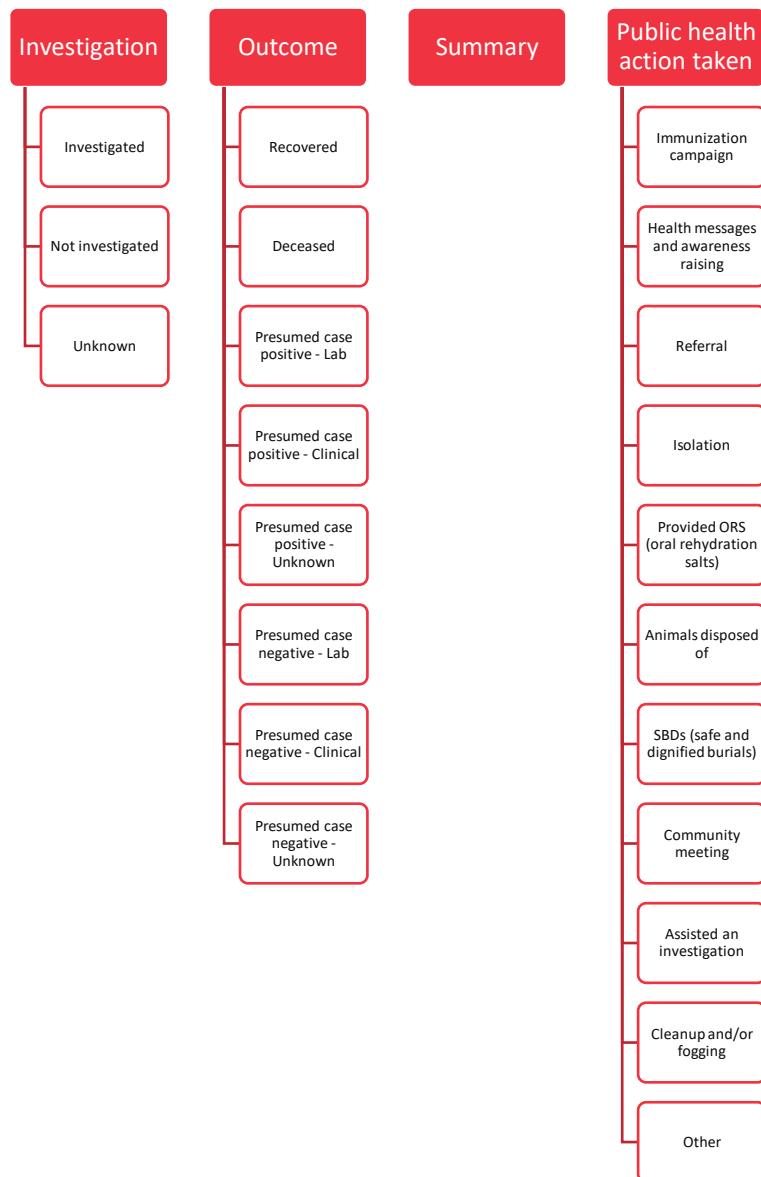 Investigation
Investigated
Not investigated
Unknown
Outcome
Recovered
Deceased
Presumed case
positive - Lab
Presumed case
positive - Clinical
Presumed case
positive -
Unknown
Presumed case
negative - Lab
Presumed case
negative - Clinical
Presumed case
negative -
Unknown
Summary
Public health
action taken
Immunization
campaign
Health messages
and awareness
raising
Referral
Isolation
Provided ORS
(oral rehydration
salts)
Animals disposed
of
SBDs (safe and
dignified burials)
Community
meeting
Assisted an
investigation
Cleanup and/or
fogging
Other